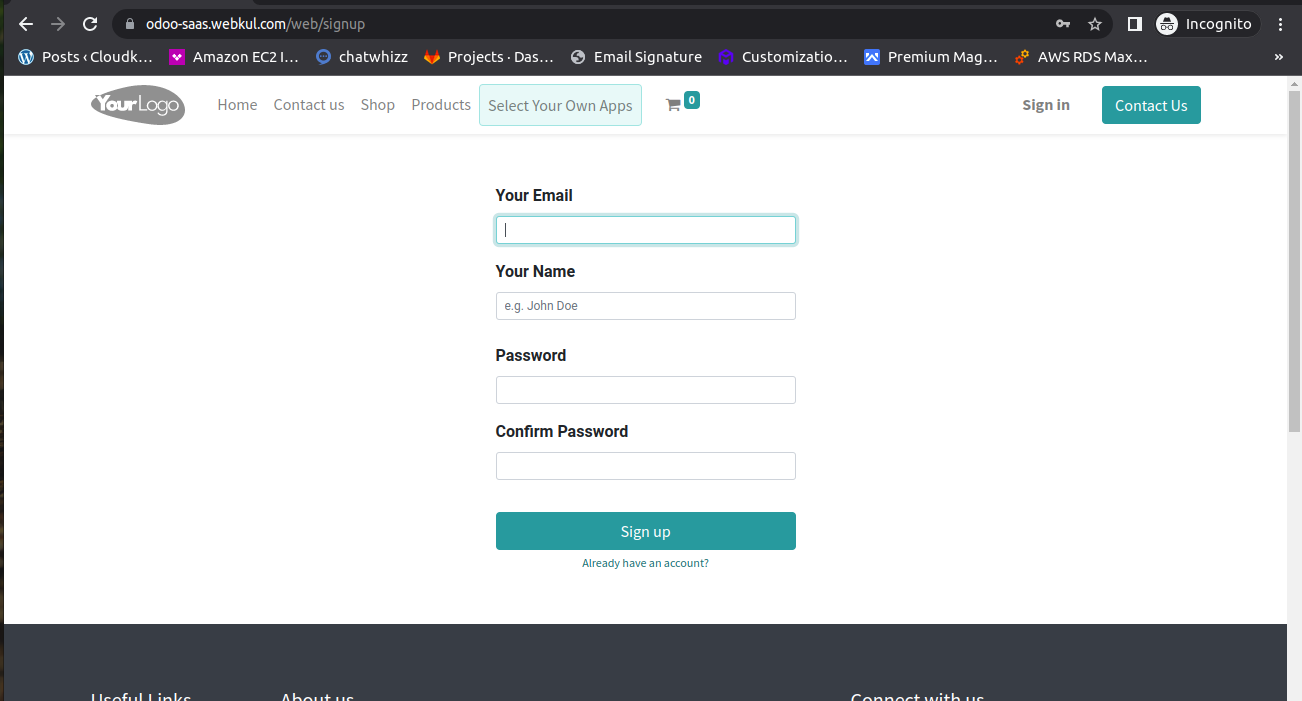 odoo-saas.webkul.com/web/signup Incognito
Posts ‹ Cloudk… Amazon EC2 I… chatwhizz Projects · Das… Email Signature Customizatio… Premium Mag… AWS RDS Max… »
YourLogo Home Contact us Shop Products Select Your Own Apps 0 Sign in Contact Us
Your Email
Your Name
e.g. John Doe
Password
Confirm Password
Sign up
Already have an account?
Useful Links About us Connect with us